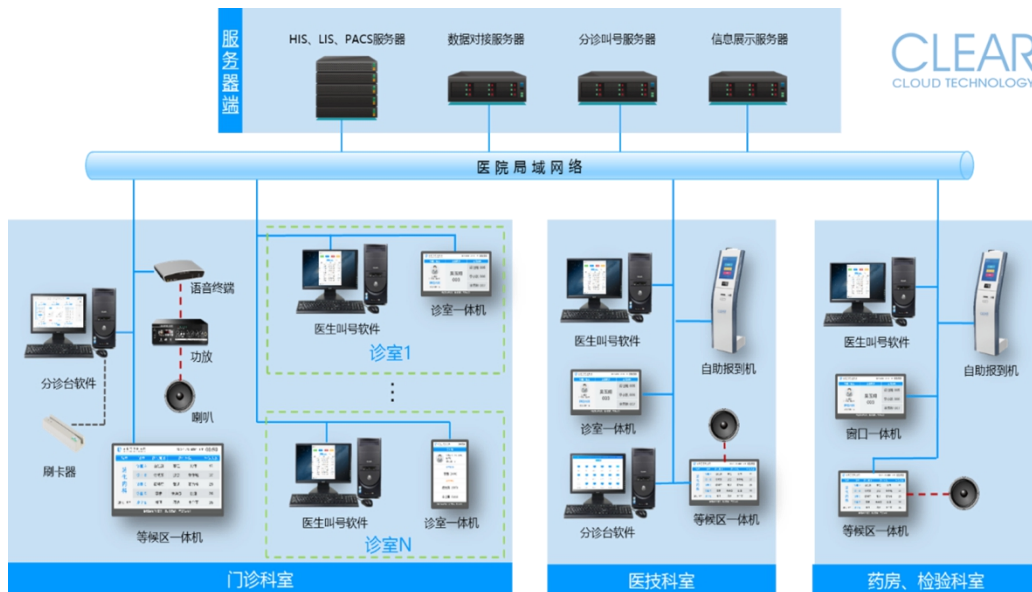 服务器端
HIS、LIS、PACS服务器
数据对接服务器
分诊叫号服务器
信息展示服务器
CLEAR
CLOUD TECHNOLOGY
医院局域网络
语音终端
功放
喇叭
分诊台软件
刷卡器
等候区一体机
医生叫号软件
诊室一体机
诊室1
医生叫号软件
诊室一体机
诊室N
门诊科室
医生叫号软件
自助报到机
诊室一体机
分诊台软件
等候区一体机
医技科室
医生叫号软件
自助报到机
窗口一体机
等候区一体机
药房、检验科室